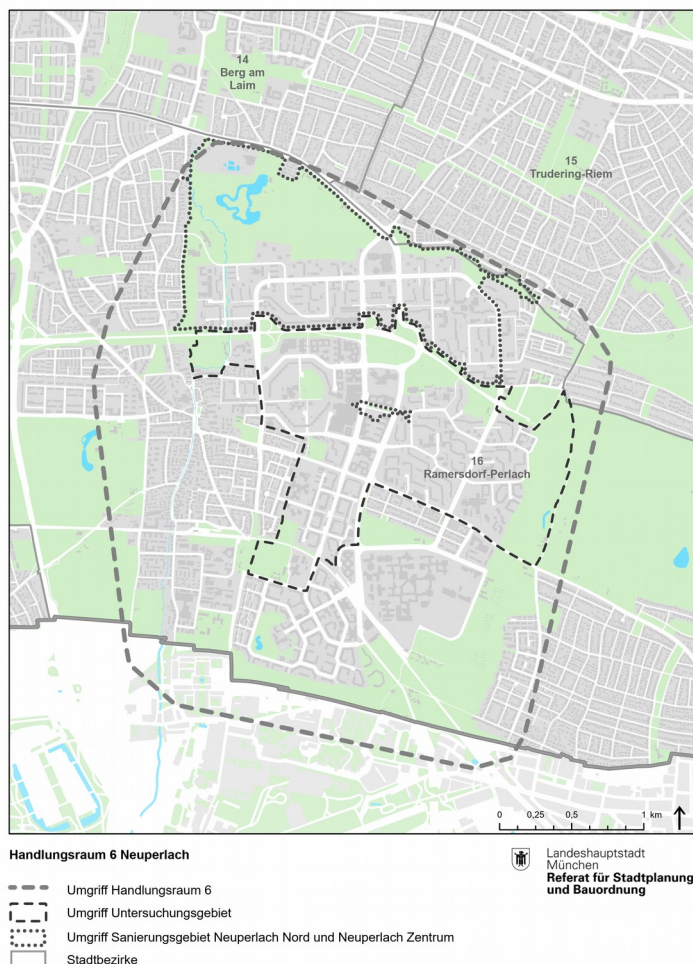 14
Berg am
Laim
15
Trudering-Riem
16
Ramersdorf-Perlach
0 0,25 0,5 1 km
Handlungsraum 6 Neuperlach
Landeshauptstadt
München
Referat für Stadtplanung
und Bauordnung
Umgriff Handlungsraum 6
Umgriff Untersuchungsgebiet
Umgriff Sanierungsgebiet Neuperlach Nord und Neuperlach Zentrum
Stadtbezirke